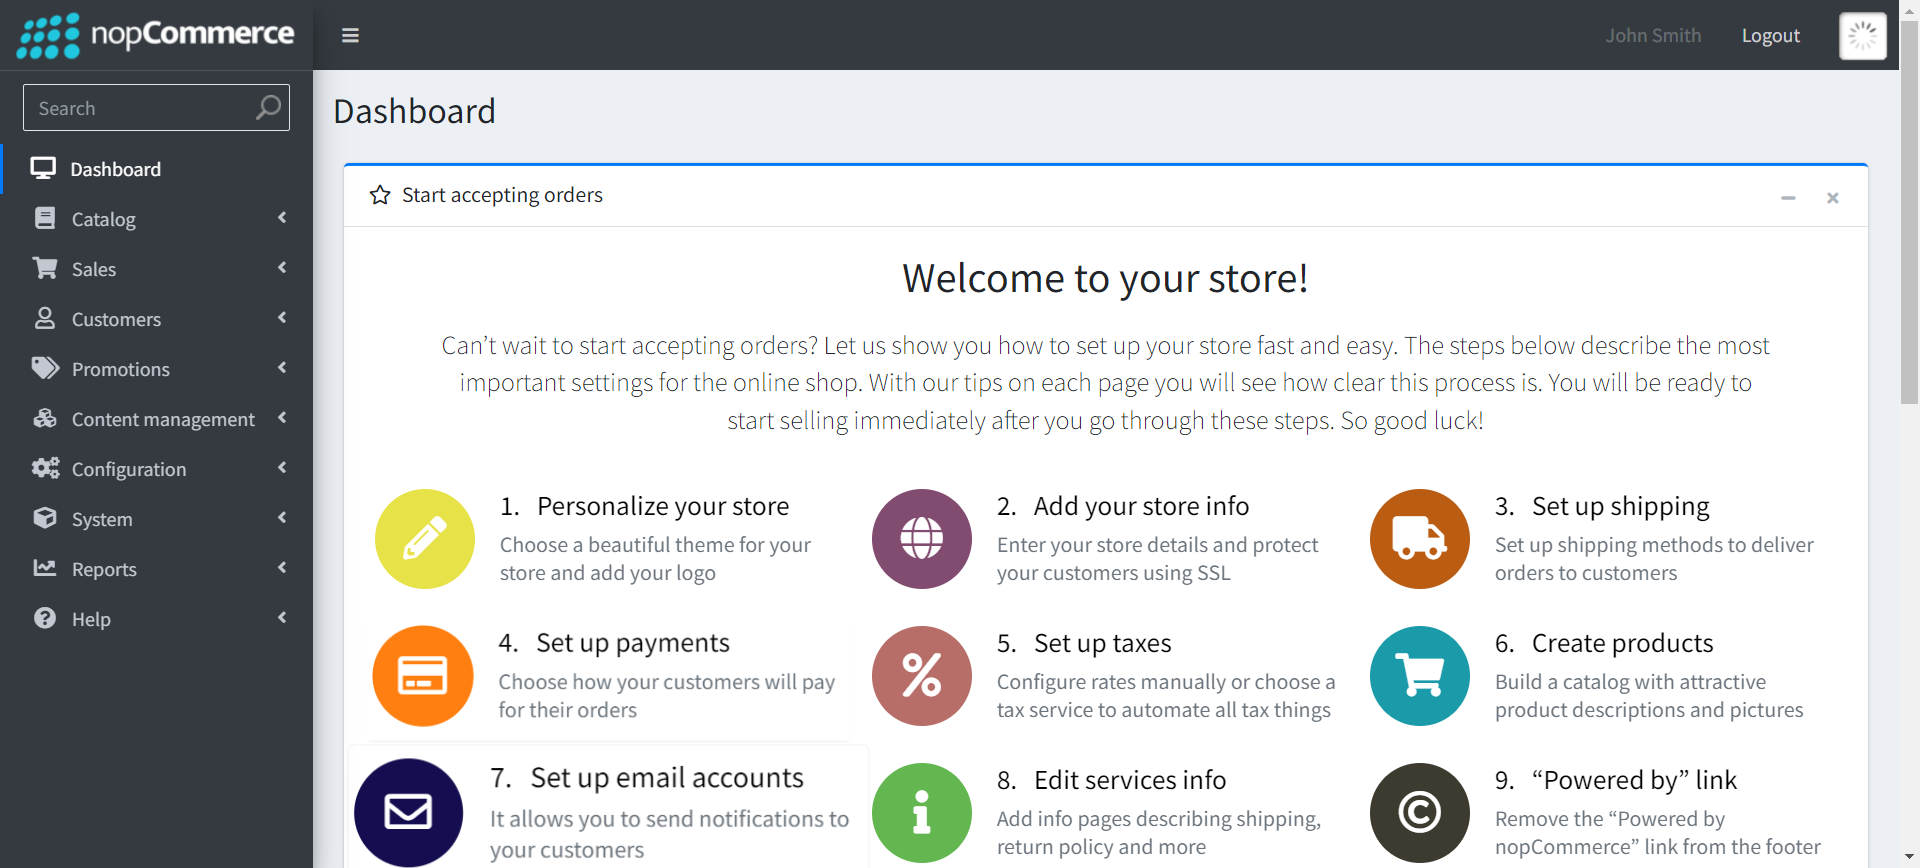 nopCommerce
John Smith
Logout
Search
Dashboard
Catalog
Sales
Customers
Promotions
Content management
Configuration
System
Reports
Help
Dashboard
Start accepting orders
Welcome to your store!
Can’t wait to start accepting orders? Let us show you how to set up your store fast and easy. The steps below describe the most
important settings for the online shop. With our tips on each page you will see how clear this process is. You will be ready to
start selling immediately after you go through these steps. So good luck!
1. Personalize your store
Choose a beautiful theme for your
store and add your logo
2. Add your store info
Enter your store details and protect
your customers using SSL
3. Set up shipping
Set up shipping methods to deliver
orders to customers
4. Set up payments
Choose how your customers will pay
for their orders
5. Set up taxes
Configure rates manually or choose a
tax service to automate all tax things
6. Create products
Build a catalog with attractive
product descriptions and pictures
7. Set up email accounts
It allows you to send notifications to
your customers
8. Edit services info
Add info pages describing shipping,
return policy and more
9. “Powered by” link
Remove the “Powered by
nopCommerce” link from the footer